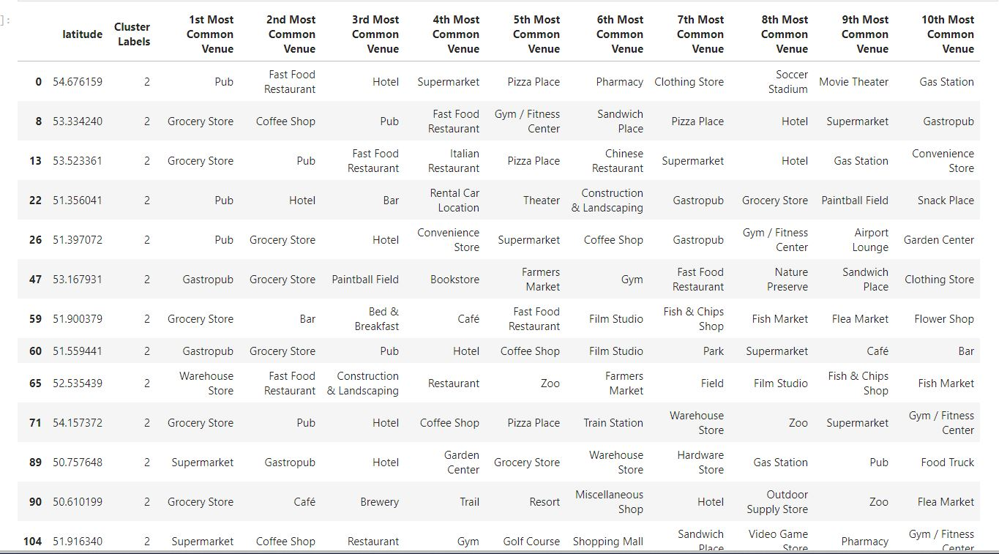 ]:
latitude Cluster Labels 1st Most Common Venue 2nd Most Common Venue 3rd Most Common Venue 4th Most Common Venue 5th Most Common Venue 6th Most Common Venue 7th Most Common Venue 8th Most Common Venue 9th Most Common Venue 10th Most Common Venue
0 54.676159 2 Pub Fast Food Restaurant Hotel Supermarket Pizza Place Pharmacy Clothing Store Soccer Stadium Movie Theater Gas Station
8 53.334240 2 Grocery Store Coffee Shop Pub Fast Food Restaurant Gym / Fitness Center Sandwich Place Pizza Place Hotel Supermarket Gastropub
13 53.523361 2 Grocery Store Pub Fast Food Restaurant Italian Restaurant Pizza Place Chinese Restaurant Supermarket Hotel Gas Station Convenience Store
22 51.356041 2 Pub Hotel Bar Rental Car Location Theater Construction & Landscaping Gastropub Grocery Store Paintball Field Snack Place
26 51.397072 2 Pub Grocery Store Hotel Convenience Store Supermarket Coffee Shop Gastropub Gym / Fitness Center Airport Lounge Garden Center
47 53.167931 2 Gastropub Grocery Store Paintball Field Bookstore Farmers Market Gym Fast Food Restaurant Nature Preserve Sandwich Place Clothing Store
59 51.900379 2 Grocery Store Bar Bed & Breakfast Café Fast Food Restaurant Film Studio Fish & Chips Shop Fish Market Flea Market Flower Shop
60 51.559441 2 Gastropub Grocery Store Pub Hotel Coffee Shop Film Studio Park Supermarket Café Bar
65 52.535439 2 Warehouse Store Fast Food Restaurant Construction & Landscaping Restaurant Zoo Farmers Market Field Film Studio Fish & Chips Shop Fish Market
71 54.157372 2 Grocery Store Pub Hotel Coffee Shop Pizza Place Train Station Warehouse Store Zoo Supermarket Gym / Fitness Center
89 50.757648 2 Supermarket Gastropub Hotel Garden Center Grocery Store Warehouse Store Hardware Store Gas Station Pub Food Truck
90 50.610199 2 Grocery Store Café Brewery Trail Resort Miscellaneous Shop Hotel Outdoor Supply Store Zoo Flea Market
104 51.916340 2 Supermarket Coffee Shop Restaurant Gym Golf Course Shopping Mall Sandwich Place Video Game Store Pharmacy Gym / Fitness Center